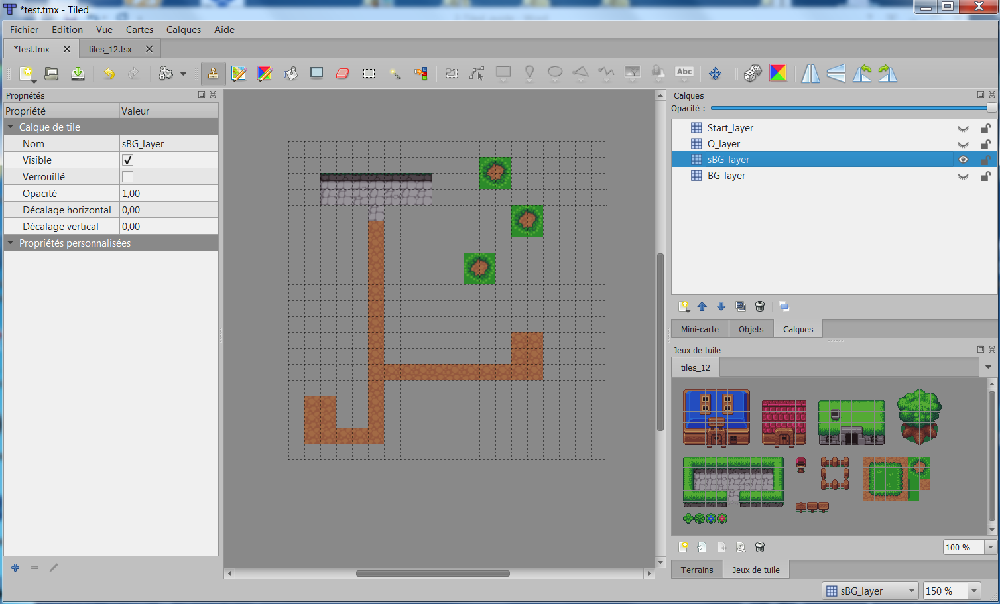 *test.tmx - Tiled
Fichier Edition Vue Cartes Calques Aide
*test.tmx tiles_12.tsx
Abc
Propriétés
Propriété Valeur
Calque de tile
Nom sBG_layer
Visible
Verrouillé
Opacité 1,00
Décalage horizontal 0,00
Décalage vertical 0,00
Propriétés personnalisées
Calques
Opacité :
Start_layer
O_layer
sBG_layer
BG_layer
Mini-carte Objets Calques
Jeux de tuile
tiles_12
100 %
Terrains Jeux de tuile
sBG_layer 150 %